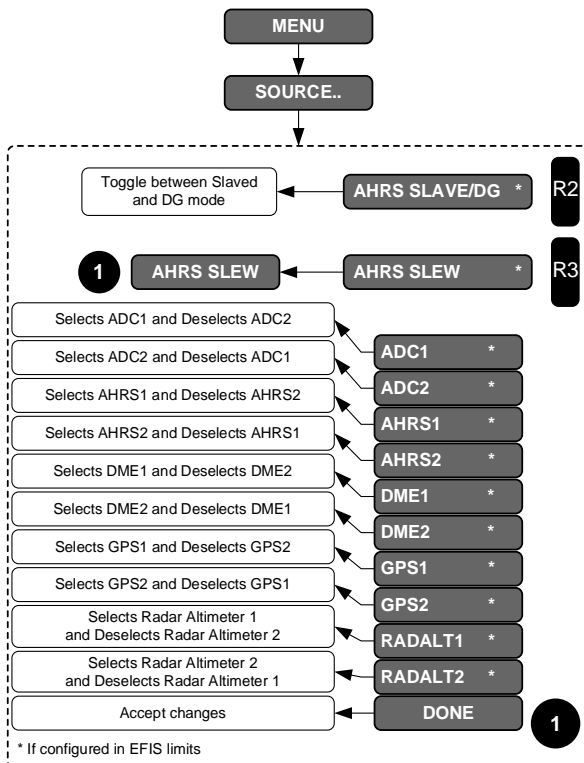 MENU
SOURCE..
Toggle between Slaved
and DG mode
AHRS SLAVE/DG *
R2
1
AHRS SLEW
AHRS SLEW *
R3
Selects ADC1 and Deselects ADC2
ADC1 *
Selects ADC2 and Deselects ADC1
ADC2 *
Selects AHRS1 and Deselects AHRS2
AHRS1 *
Selects AHRS2 and Deselects AHRS1
AHRS2 *
Selects DME1 and Deselects DME2
DME1 *
Selects DME2 and Deselects DME1
DME2 *
Selects GPS1 and Deselects GPS2
GPS1 *
Selects GPS2 and Deselects GPS1
GPS2 *
Selects Radar Altimeter 1
and Deselects Radar Altimeter 2
RADALT1 *
Selects Radar Altimeter 2
and Deselects Radar Altimeter 1
RADALT2 *
Accept changes
DONE
1
* If configured in EFIS limits